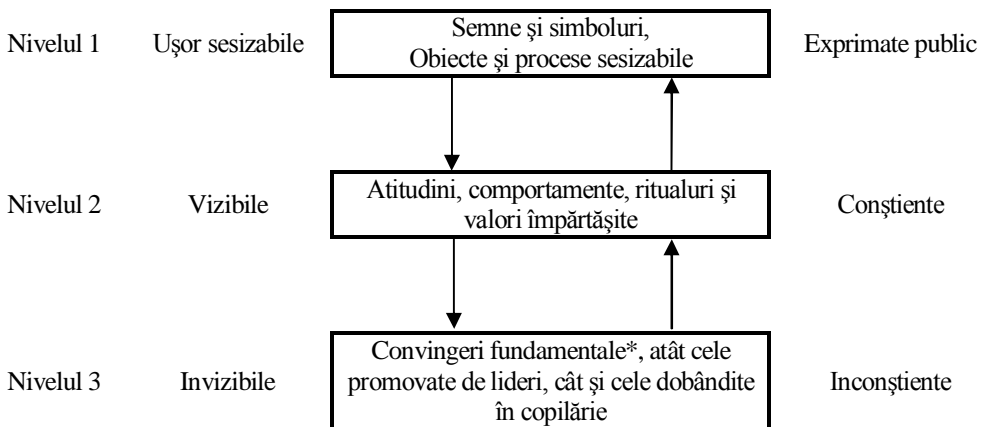 Nivelul 1 Uşor sesizabile Semne şi simboluri, Exprimate public
Obiecte şi procese sesizabile
Nivelul 2 Vizibile Atitudini, comportamente, ritualuri şi Conştiente
valori împărtăşite
Convingeri fundamentale*, atât cele
Nivelul 3 Invizibile promovate de lideri, cât şi cele dobândite Inconştiente
în copilărie